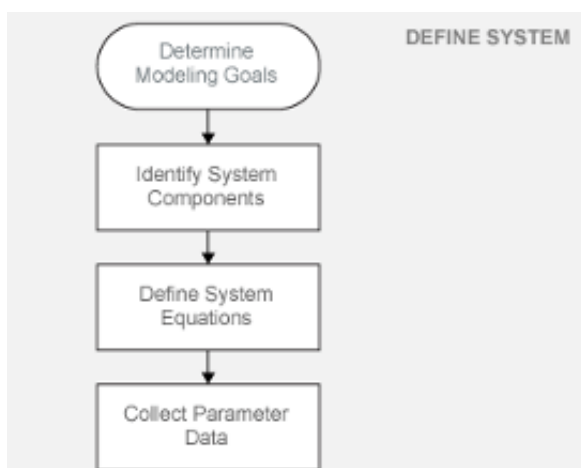 DEFINE SYSTEM
Determine
Modeling Goals
Identify System
Components
Define System
Equations
Collect Parameter
Data